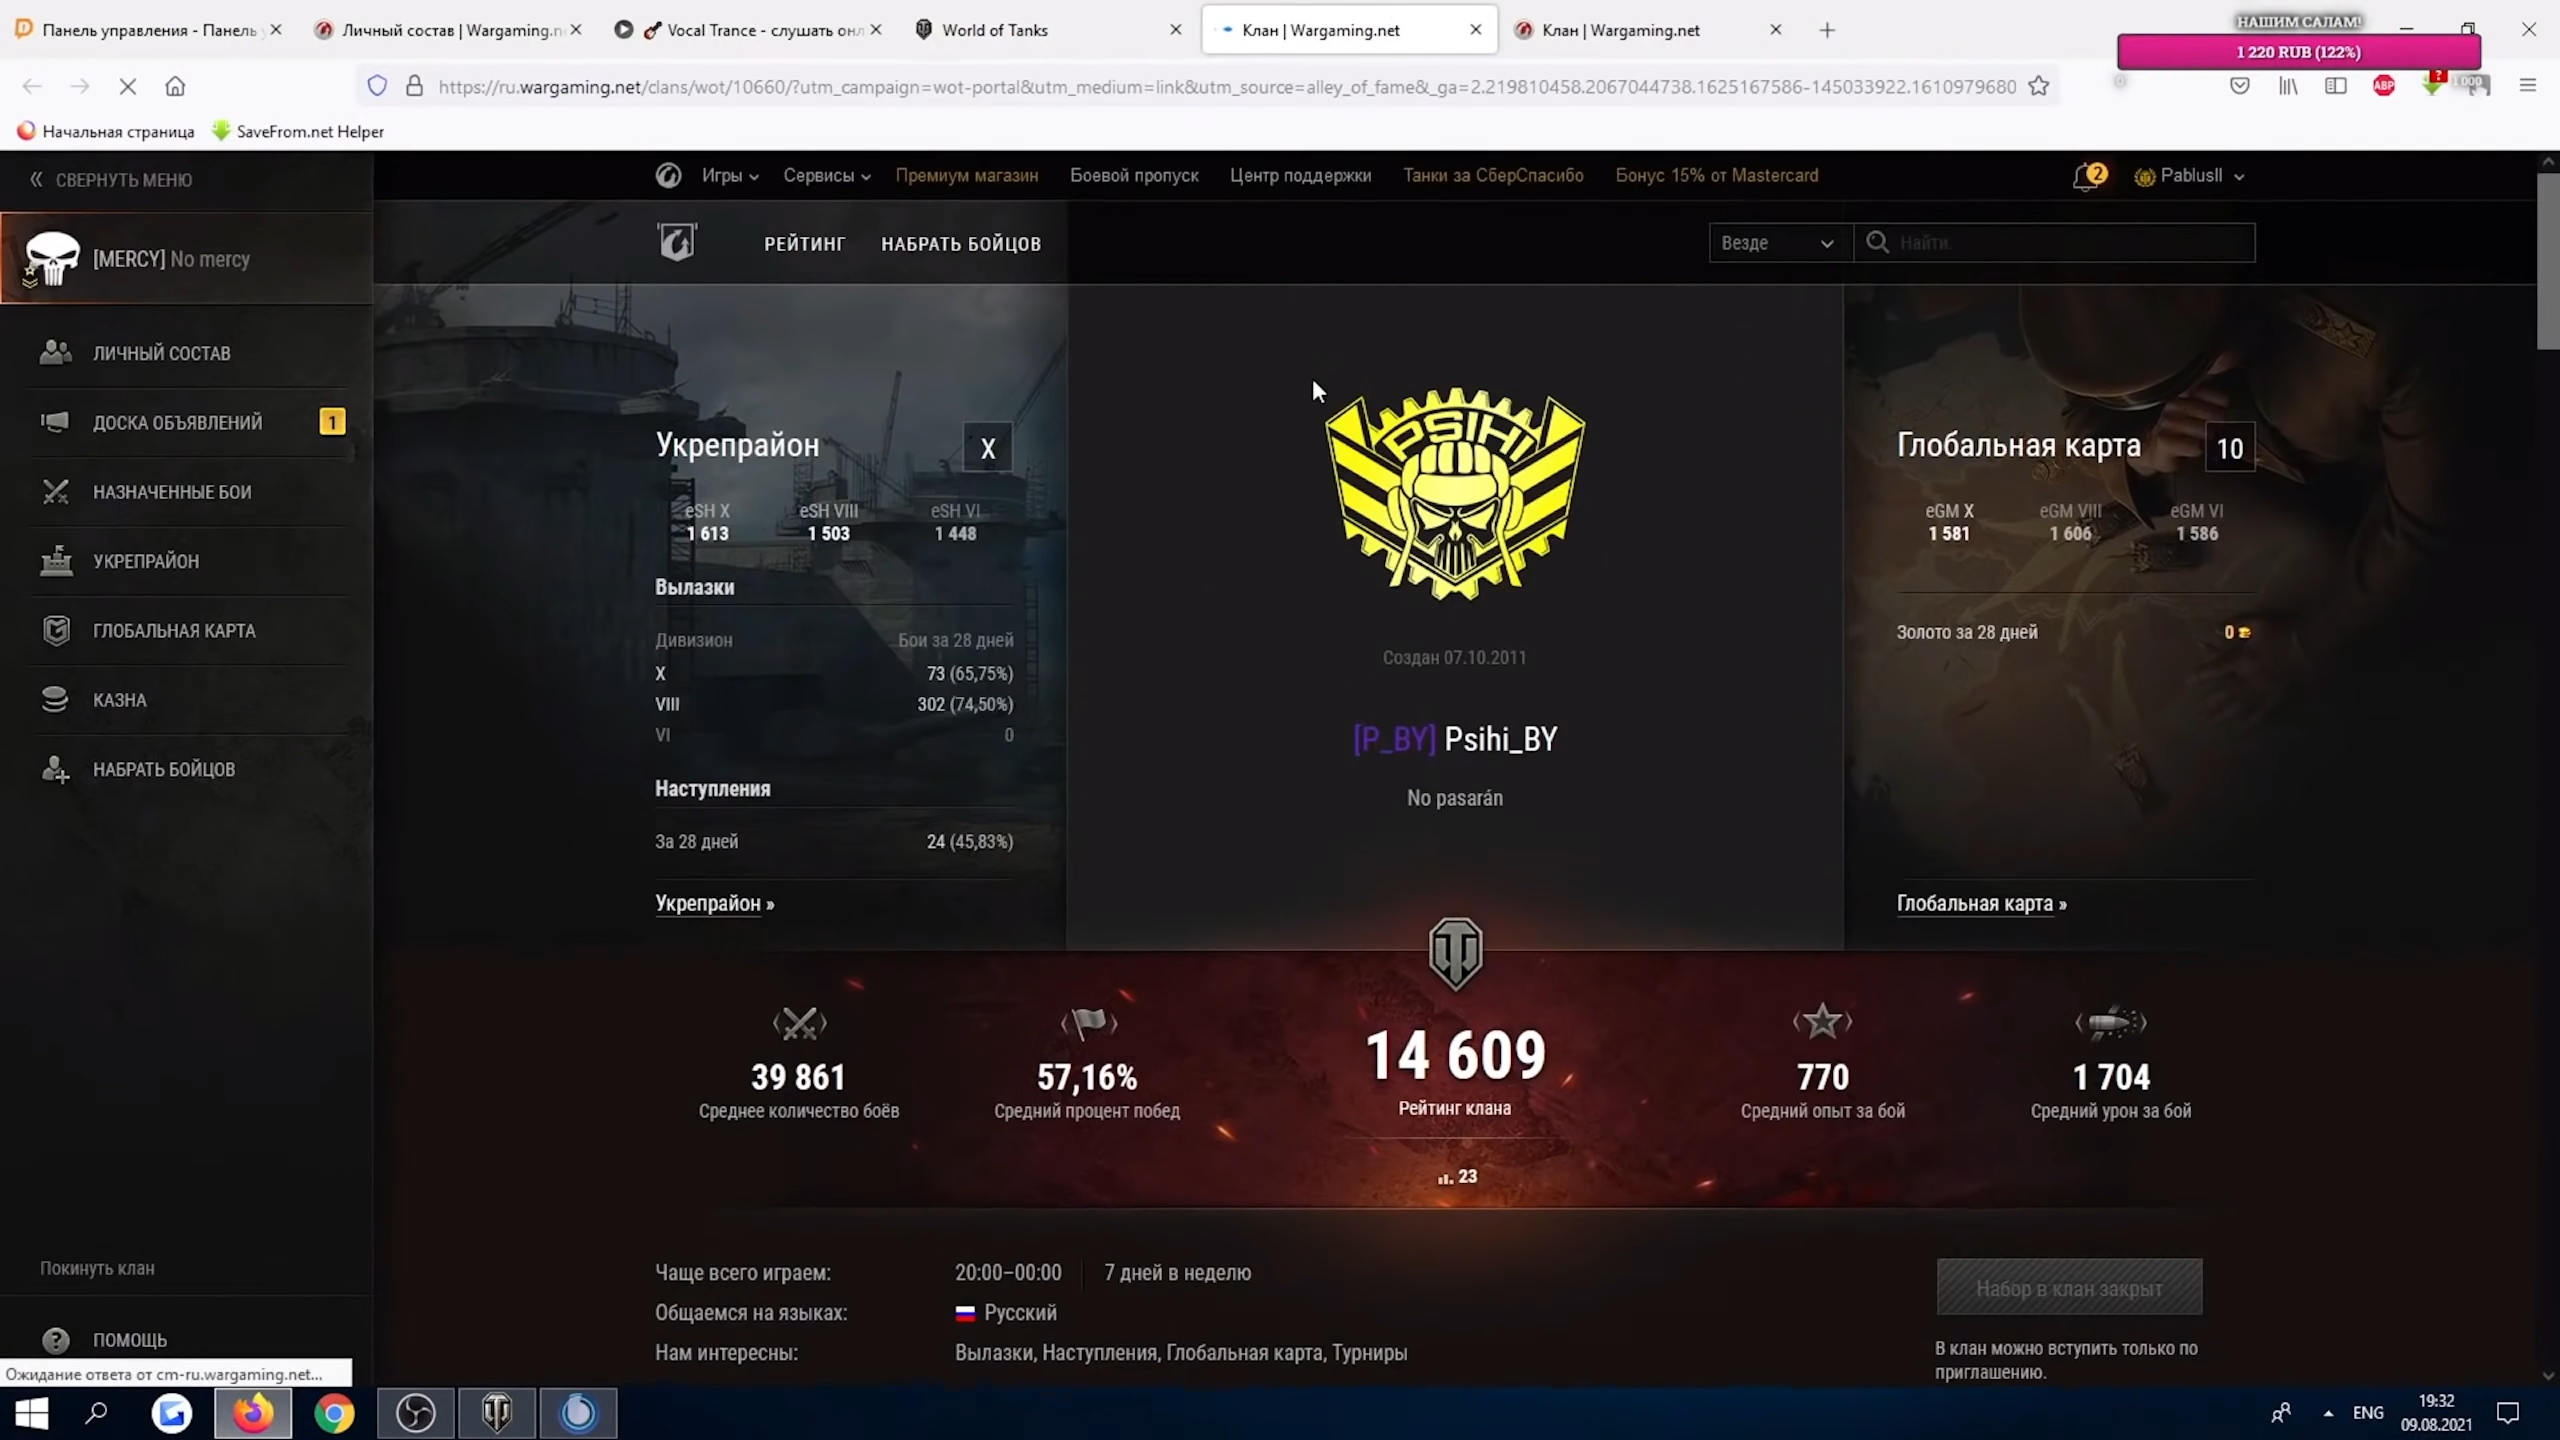 Панель управления - Панель у
Личный состав | Wargaming.n
Vocal Trance - слушать онл
World of Tanks
Клан | Wargaming.net
Клан | Wargaming.net
НАШИМ САЛАМ!
1 220 RUB (122%)
0
1 000
https://ru.wargaming.net/clans/wot/10660/?utm_campaign=wot-portal&utm_medium=link&utm_source=alley_of_fame&_ga=2.219810458.2067044738.1625167586-145033922.1610979680
ABP
Начальная страница
SaveFrom.net Helper
СВЕРНУТЬ МЕНЮ
Игры
Сервисы
Премиум магазин
Боевой пропуск
Центр поддержки
Танки за СберСпасибо
Бонус 15% от Mastercard
2
Pablusll
[MERCY] No mercy
РЕЙТИНГ
НАБРАТЬ БОЙЦОВ
Везде
Найти.
ЛИЧНЫЙ СОСТАВ
ДОСКА ОБЪЯВЛЕНИЙ
1
НАЗНАЧЕННЫЕ БОИ
УКРЕПРАЙОН
ГЛОБАЛЬНАЯ КАРТА
КАЗНА
НАБРАТЬ БОЙЦОВ
Покинуть клан
ПОМОЩЬ
Укрепрайон
X
eSH X eSH VIII eSH VI
1 613 1 503 1 448
Вылазки
Дивизион Бои за 28 дней
X 73 (65,75%)
VIII 302 (74,50%)
VI 0
Наступления
За 28 дней 24 (45,83%)
Укрепрайон »
PSIHI
Создан 07.10.2011
[P_BY] Psihi_BY
No pasarán
Глобальная карта
10
eGM X eGM VIII eGM VI
1 581 1 606 1 586
Золото за 28 дней 0
Глобальная карта »
39 861
Среднее количество боёв
57,16%
Средний процент побед
14 609
Рейтинг клана
23
770
Средний опыт за бой
1 704
Средний урон за бой
Чаще всего играем: 20:00–00:00 7 дней в неделю
Общаемся на языках: Русский
Нам интересны: Вылазки, Наступления, Глобальная карта, Турниры
Набор в клан закрыт
В клан можно вступить только по
приглашению.
Ожидание ответа от cm-ru.wargaming.net...
ENG
19:32
09.08.2021